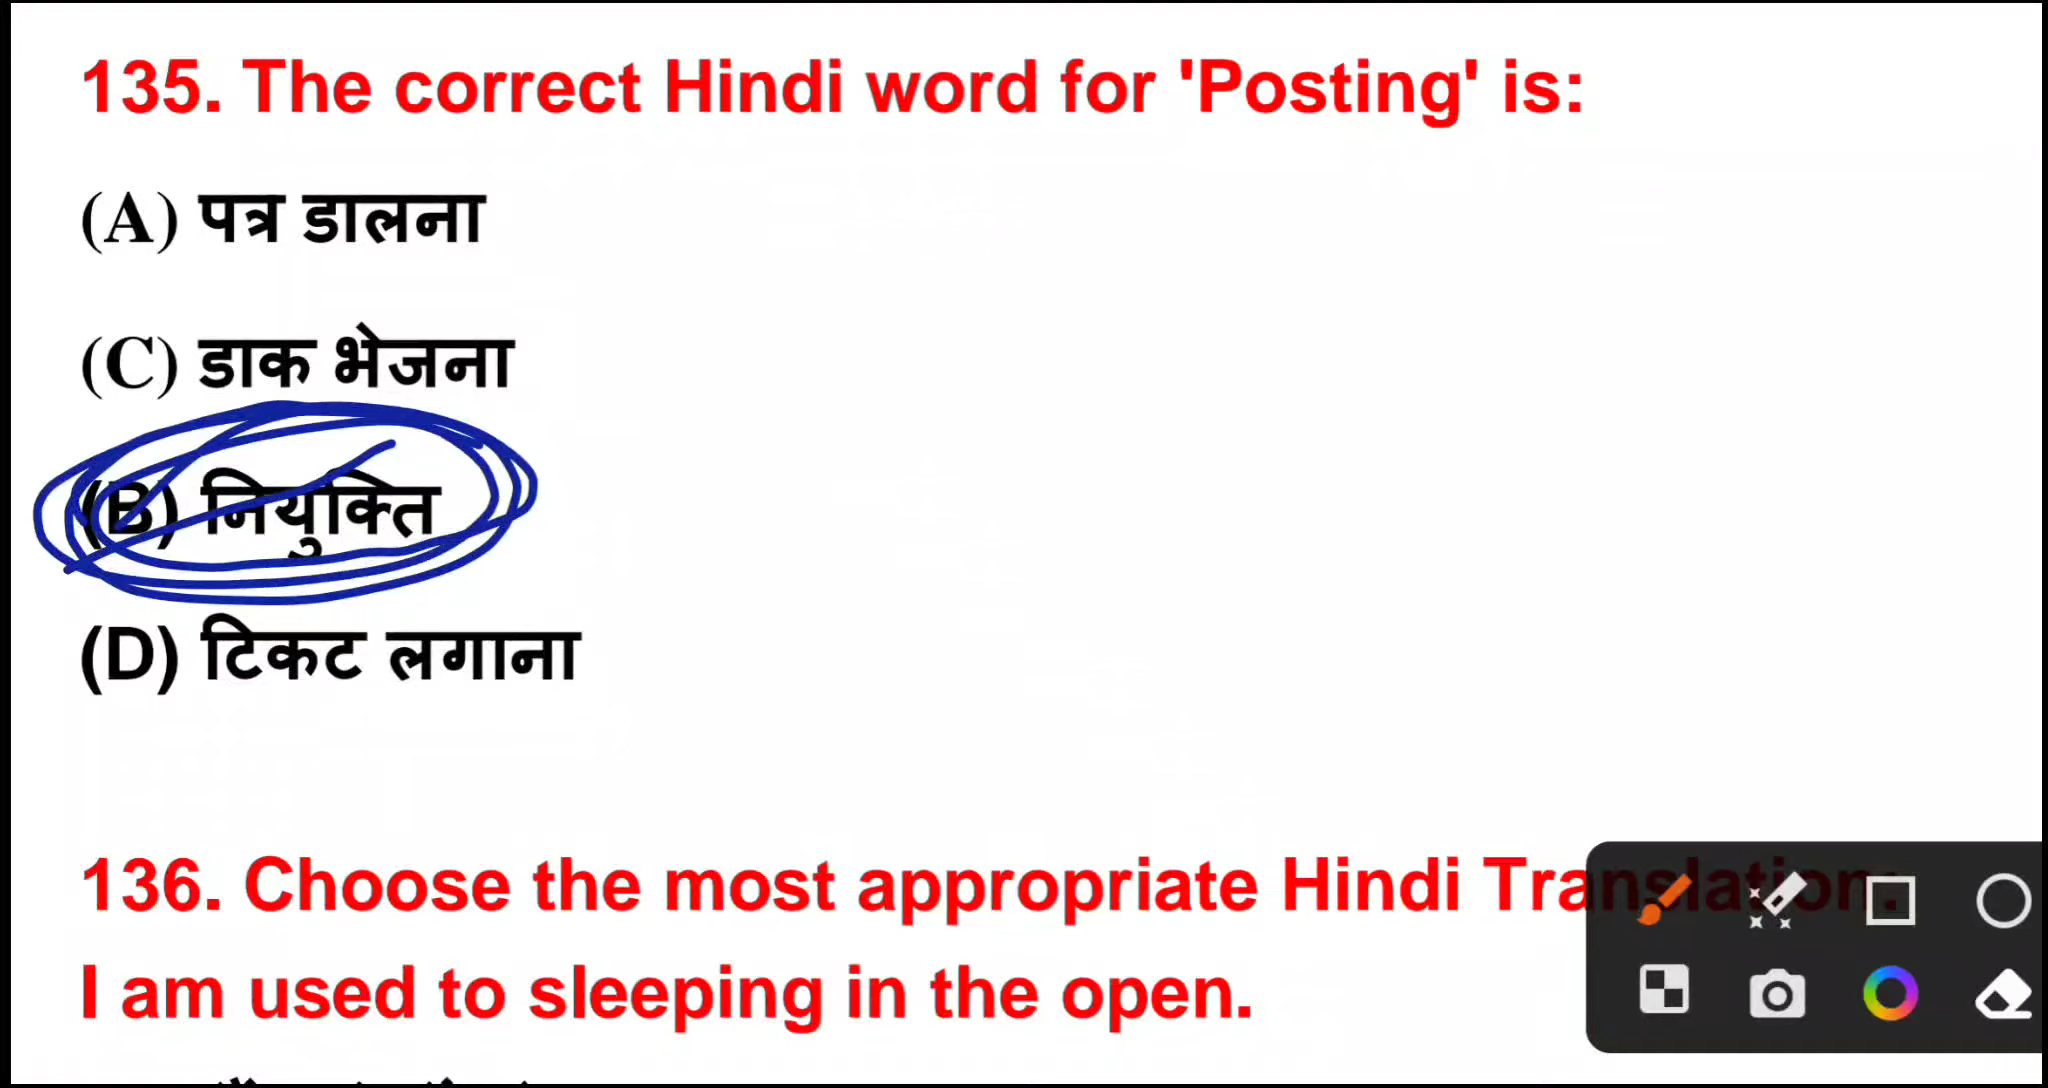 135. The correct Hindi word for 'Posting' is:
(A) पत्र डालना
(C) डाक भेजना
(B) नियुक्ति
(D) टिकट लगाना
136. Choose the most appropriate Hindi Translation:
I am used to sleeping in the open.